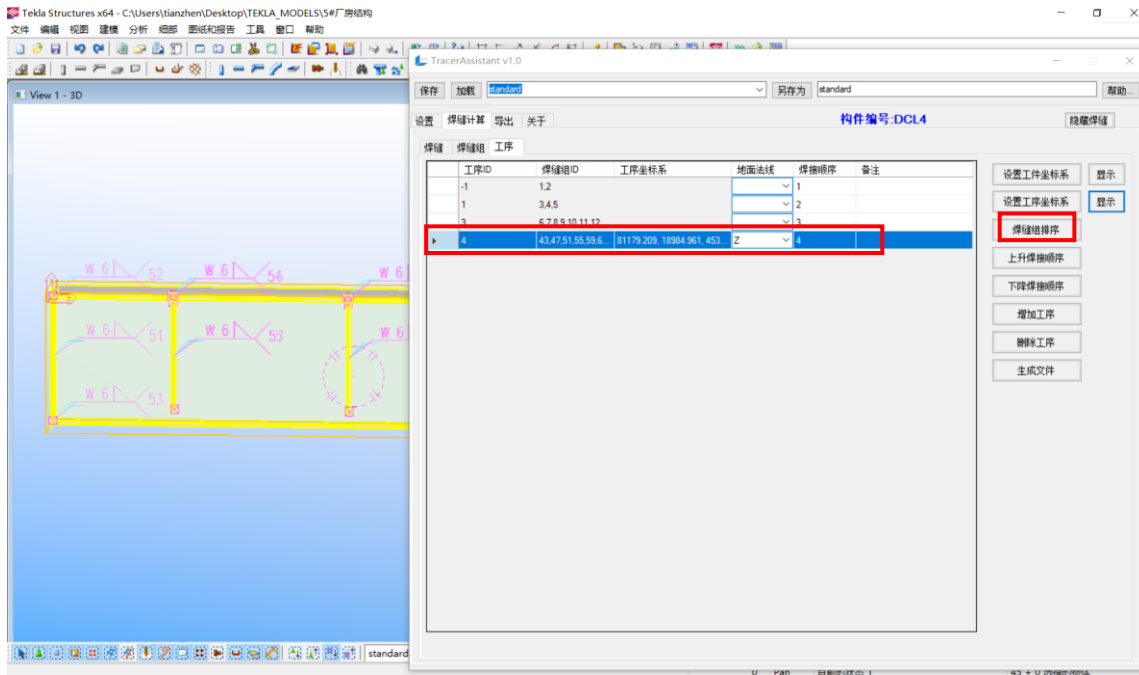 Tekla Structures x64 - C:\Users\tianzhen\Desktop\TEKLA_MODELS\5#厂房结构
文件 编辑 视图 建模 分析 细部 图纸和报告 工具 窗口 帮助
View 1 - 3D
W 6 52
W 6 54
W 6
W 6 51
W 6 55
W 6
W 6 53
standard
TracerAssistant v1.0
保存 加载 standard 另存为 standard 帮助...
设置 焊缝计算 导出 关于 构件编号:DCL4 隐藏焊缝
焊缝 焊缝组 工序
工序ID 焊缝组ID 工序坐标系 地面法线 焊接顺序 备注
-1 1,2 1
1 3,4,5 2
3 6,7,8,9,10,11,12 3
4 43,47,51,55,59,6... 81179.209, 18984.961, 453... Z 4
设置工件坐标系 显示
设置工序坐标系 显示
焊缝组排序
上升焊接顺序
下降焊接顺序
增加工序
删除工序
生成文件